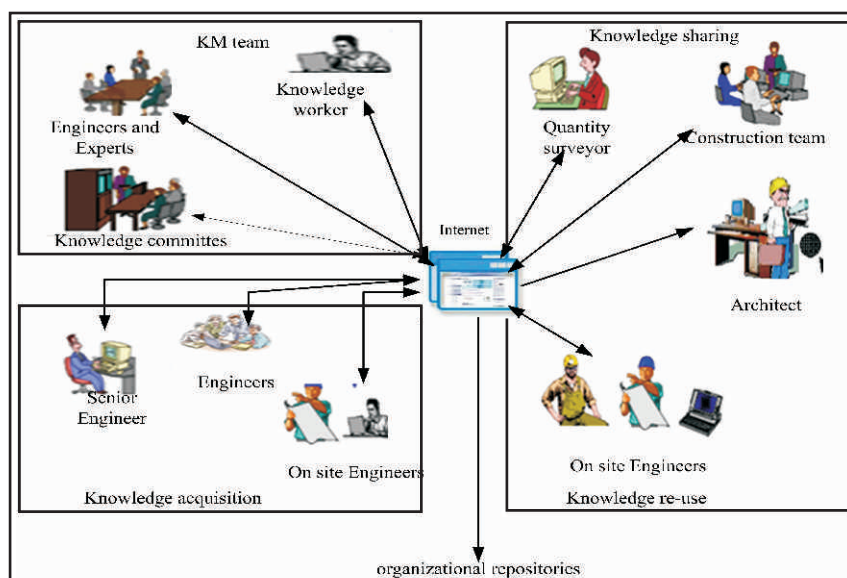 KM team
Knowledge
worker
Engineers and
Experts
Knowledge committes
Knowledge sharing
Quantity
surveyor
Construction team
Internet
Architect
Senior
Engineer
Engineers
On site Engineers
Knowledge acquisition
On site Engineers
Knowledge re-use
organizational repositories